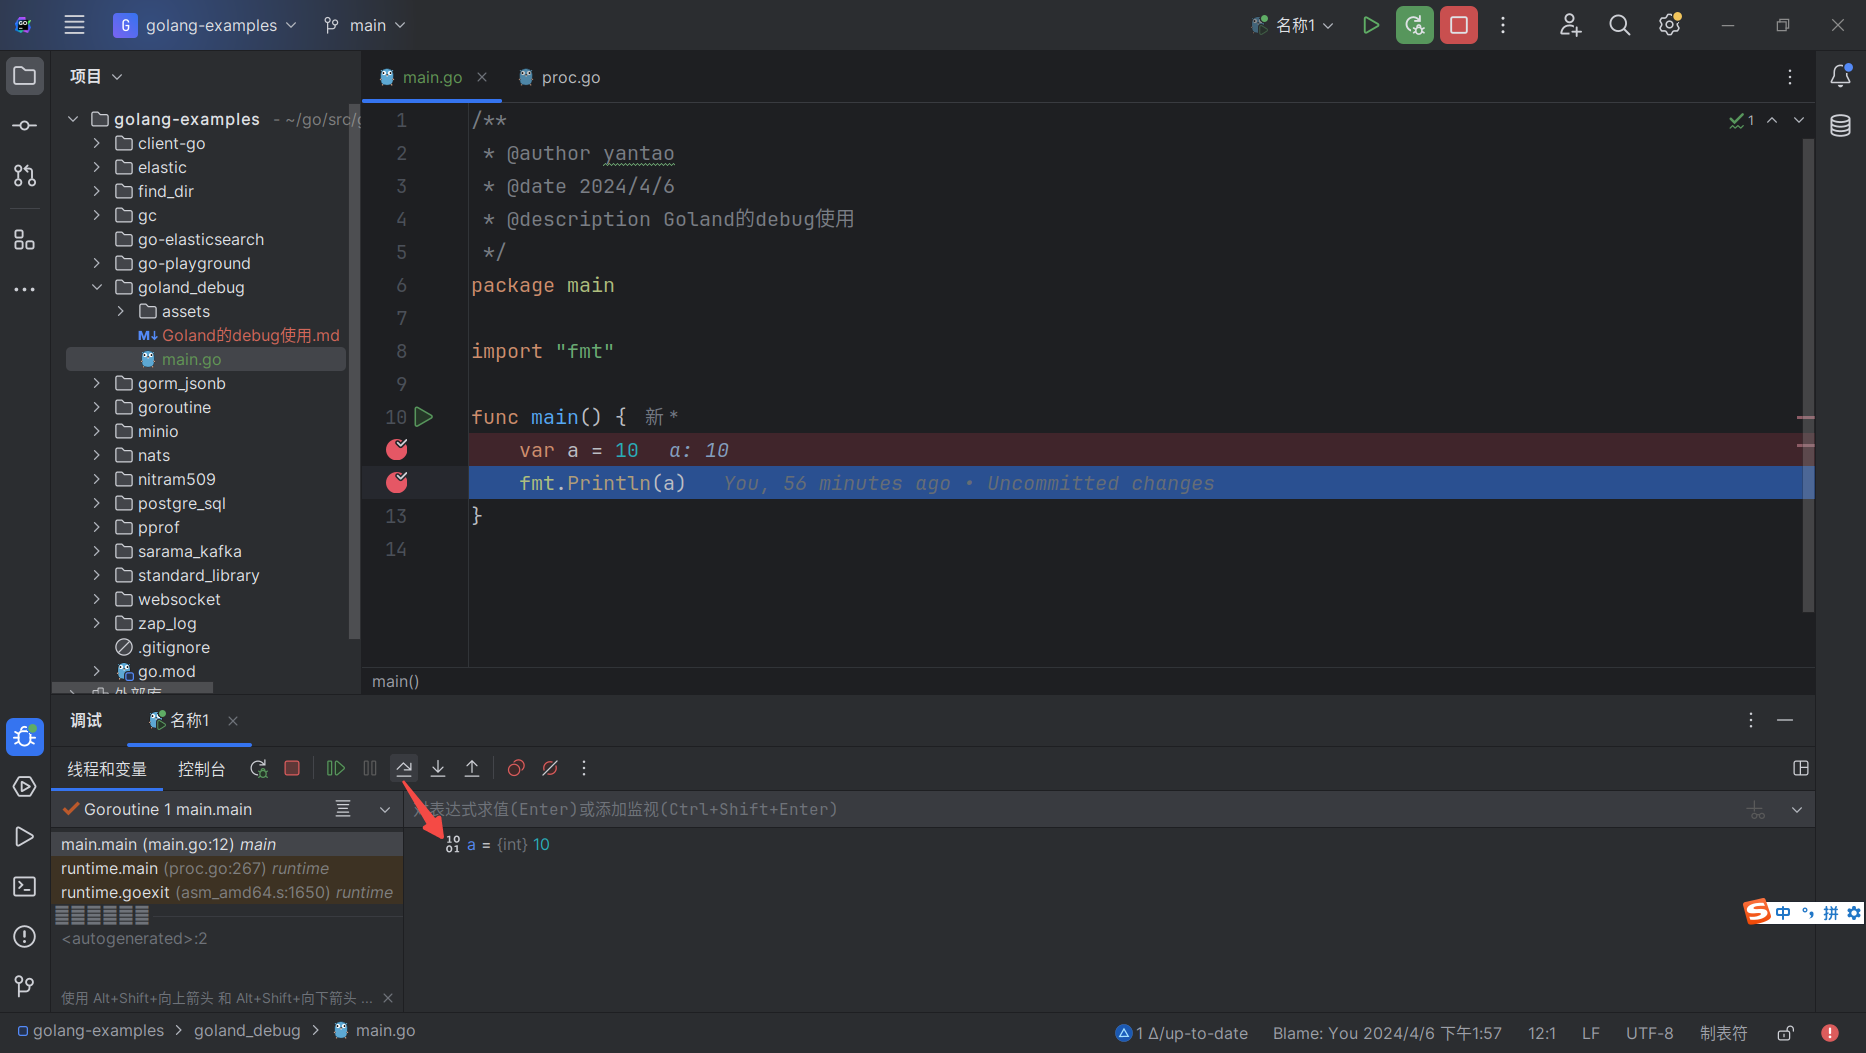 G golang-examples main 名称1
项目
main.go proc.go
golang-examples - ~/go/src/g
client-go
elastic
find_dir
gc
go-elasticsearch
go-playground
goland_debug
assets
M↓ Goland的debug使用.md
main.go
gorm_jsonb
goroutine
minio
nats
nitram509
postgre_sql
pprof
sarama_kafka
standard_library
websocket
zap_log
.gitignore
go.mod
外部库
1 /**
2 * @author yantao
3 * @date 2024/4/6
4 * @description Goland的debug使用
5 */
6 package main
7
8 import "fmt"
9
10 func main() { 新 *
var a = 10 a: 10
fmt.Println(a) You, 56 minutes ago • Uncommitted changes
13 }
14
1
main()
调试 名称1
线程和变量 控制台
Goroutine 1 main.main
对表达式求值(Enter)或添加监视(Ctrl+Shift+Enter)
main.main (main.go:12) main
runtime.main (proc.go:267) runtime
runtime.goexit (asm_amd64.s:1650) runtime
<autogenerated>:2
使用 Alt+Shift+向上箭头 和 Alt+Shift+向下箭头 ...
10 01 a = {int} 10
中 °, 拼
golang-examples > goland_debug > main.go
1 Δ/up-to-date Blame: You 2024/4/6 下午1:57 12:1 LF UTF-8 制表符